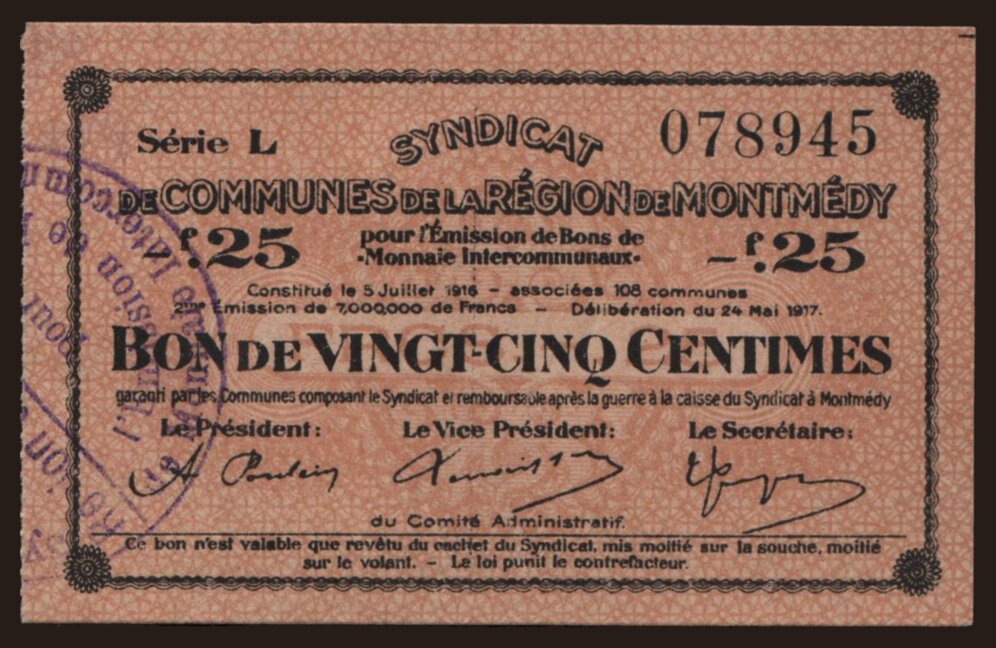 Série L
SYNDICAT
078945
DE COMMUNES DE LA RÉGION DE MONTMÉDY
f.25
pour l'Émission de Bons de
-Monnaie Intercommunaux-
f.25
Constitué le 5 Juillet 1916 – associées 108 communes
2me Emission de 7,000,000 de Francs – Délibération du 24 Mai 1917.
BON DE VINGT-CINQ CENTIMES
garanti par les Communes composant le Syndicat et remboursable après la guerre à la caisse du Syndicat à Montmédy
Le Président: Le Vice Président: Le Secrétaire:
du Comité Administratif.
Ce bon n'est valable que revêtu du cachet du Syndicat, mis moitié sur la souche, moitié
sur le volant. – La loi punit le contrefacteur.